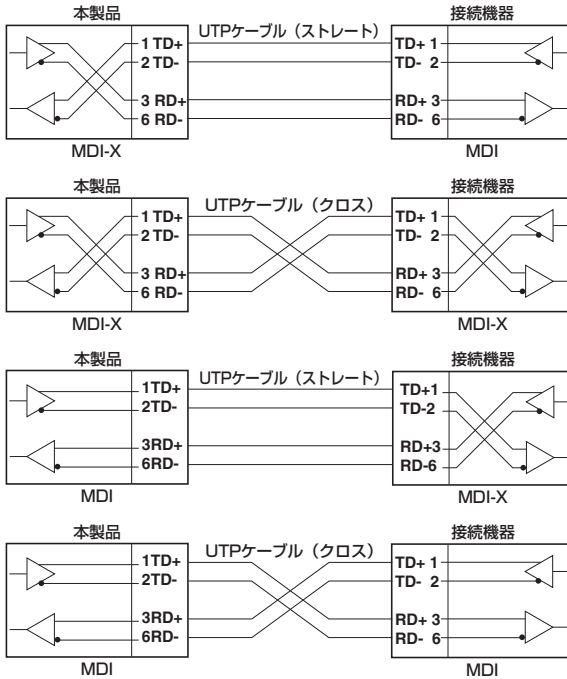 本製品
接続機器
UTPケーブル（ストレート）
1 TD+
TD+ 1
2 TD-
TD- 2
3 RD+
RD+ 3
6 RD-
RD- 6
MDI-X
MDI
本製品
接続機器
UTPケーブル（クロス）
1 TD+
TD+ 1
2 TD-
TD- 2
3 RD+
RD+ 3
6 RD-
RD- 6
MDI-X
MDI-X
本製品
接続機器
UTPケーブル（ストレート）
1TD+
TD+1
2TD-
TD-2
3RD+
RD+3
6RD-
RD-6
MDI
MDI-X
本製品
接続機器
UTPケーブル（クロス）
1TD+
TD+ 1
2TD-
TD- 2
3RD+
RD+ 3
6RD-
RD- 6
MDI
MDI